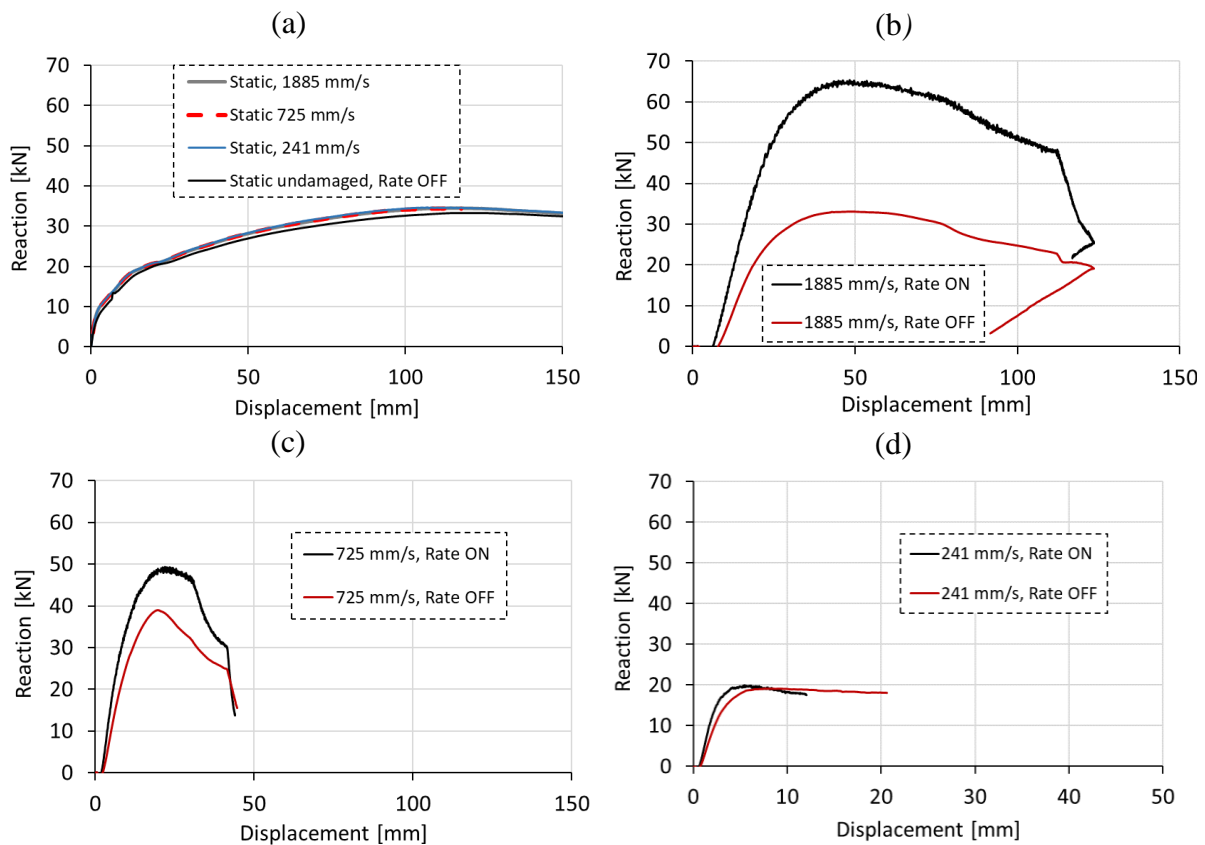 (a)
Reaction [kN]
70
60
50
40
30
20
10
0
Static, 1885 mm/s
Static 725 mm/s
Static, 241 mm/s
Static undamaged, Rate OFF
0
50
100
150
Displacement [mm]
(b)
Reaction [kN]
70
60
50
40
30
20
10
0
1885 mm/s, Rate ON
1885 mm/s, Rate OFF
0
50
100
150
Displacement [mm]
(c)
Reaction [kN]
70
60
50
40
30
20
10
0
725 mm/s, Rate ON
725 mm/s, Rate OFF
0
50
100
150
Displacement [mm]
(d)
Reaction [kN]
70
60
50
40
30
20
10
0
241 mm/s, Rate ON
241 mm/s, Rate OFF
0
10
20
30
40
50
Displacement [mm]